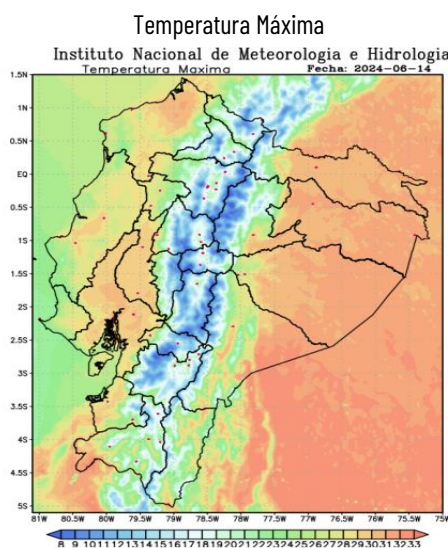 Temperatura Máxima
Instituto Nacional de Meteorologia e Hidrologia
Temperatura Maxima Fecha: 2024-06-14
1.5N
1N
0.5N
EQ
0.5S
1S
1.5S
2S
2.5S
3S
3.5S
4S
4.5S
5S
81W 80.5W 80W 79.5W 79W 78.5W 78W 77.5W 77W 76.5W 76W 75.5W 75W
8 9 10 11 12 13 14 15 16 17 18 19 20 21 22 23 24 25 26 27 28 29 30 31 32 33